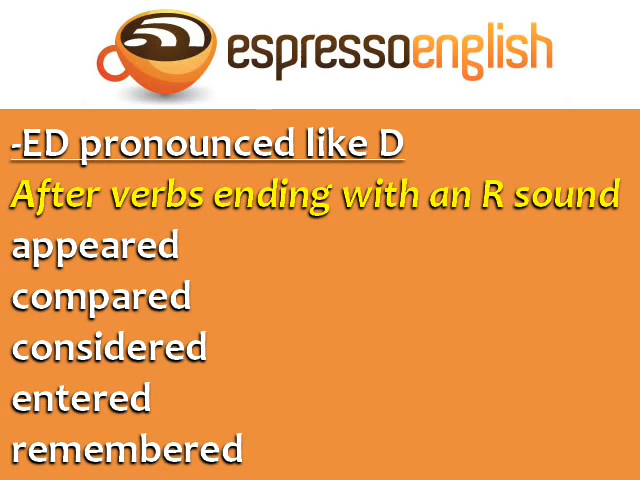 espressoenglish
-ED pronounced like D
After verbs ending with an R sound
appeared
compared
considered
entered
remembered